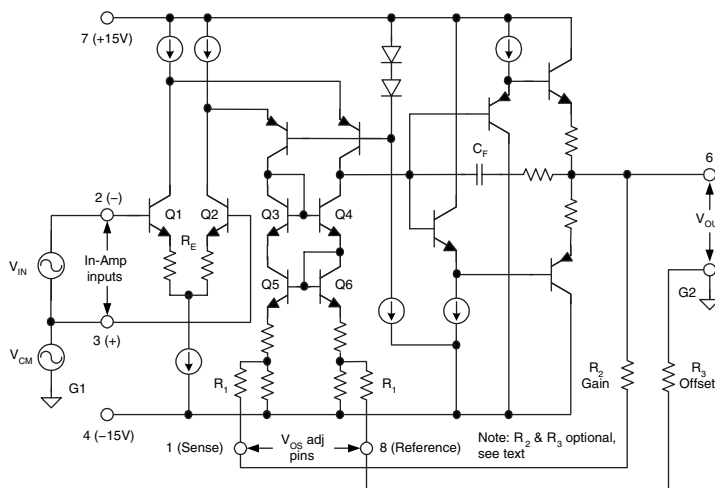 7 (+15V)
6
C_F
2 (−)
Q1
Q2
Q3
Q4
V_OU
R_E
V_IN
In-Amp
inputs
Q5
Q6
G2
3 (+)
V_CM
G1
R_1
R_1
R_2
Gain
R_3
Offset
4 (−15V)
1 (Sense)
V_OS adj
pins
8 (Reference)
Note: R_2 & R_3 optional,
see text